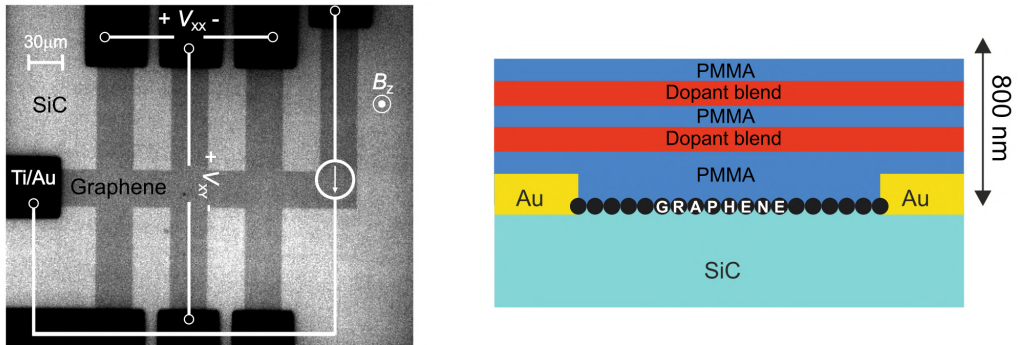 + Vxx -
30μm
SiC
Bz
+
VXY
-
Ti/Au
Graphene
PMMA
Dopant blend
PMMA
Dopant blend
PMMA
Au
GRAPHENE
Au
SiC
800 nm